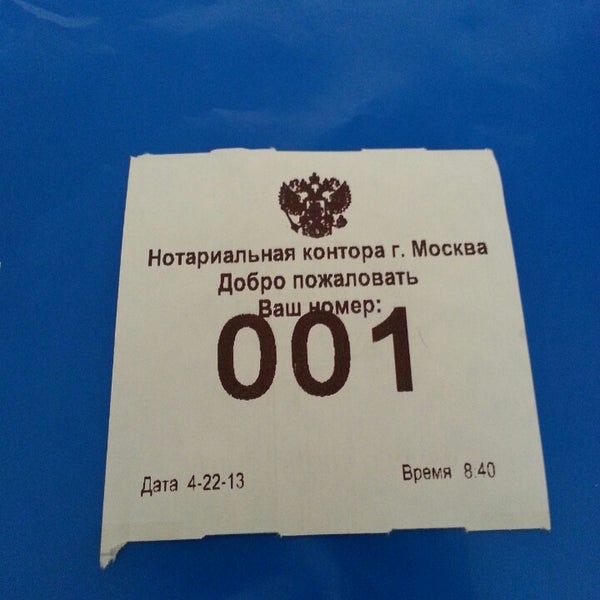 Нотариальная контора г. Москва
Добро пожаловать
Ваш номер:
001
Дата 4-22-13 Время 8:40